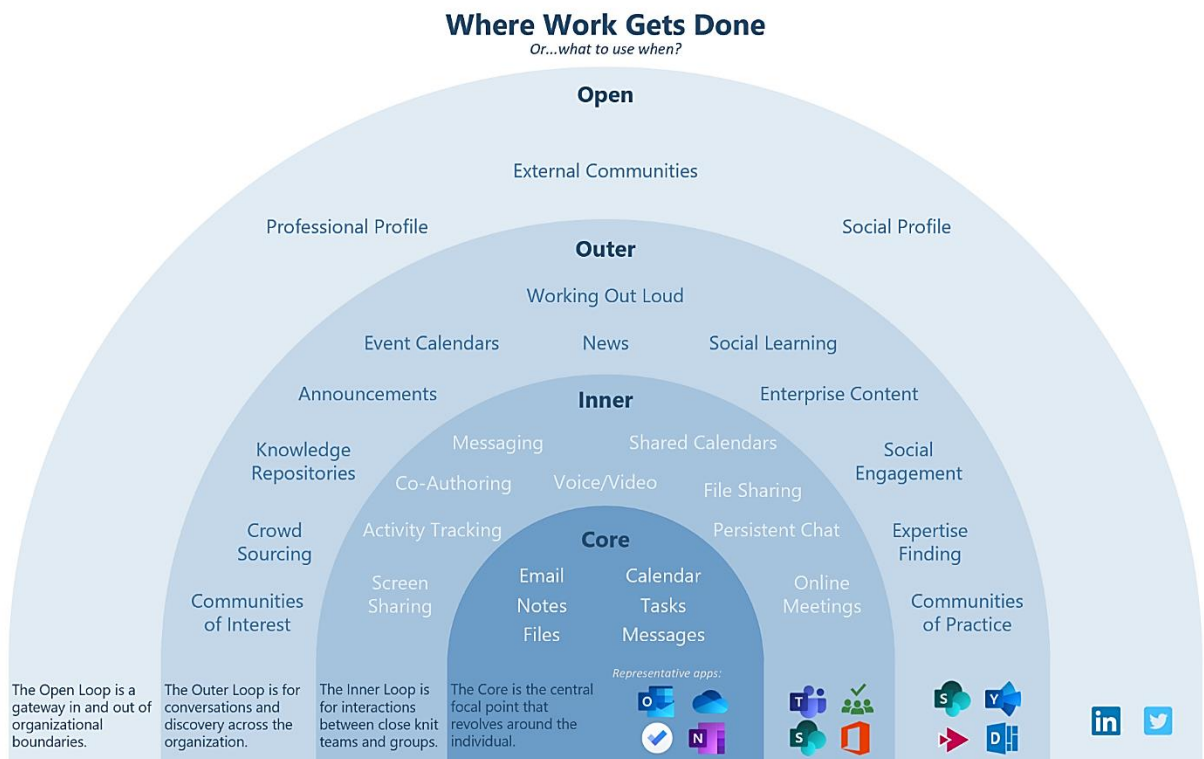 Where Work Gets Done
Or...what to use when?
Open
External Communities
Professional Profile
Social Profile
Outer
Working Out Loud
Event Calendars
News
Social Learning
Announcements
Enterprise Content
Inner
Messaging
Shared Calendars
Knowledge
Repositories
Social
Engagement
Co-Authoring
Voice/Video
File Sharing
Crowd
Sourcing
Activity Tracking
Core
Persistent Chat
Expertise
Finding
Screen
Sharing
Email
Calendar
Notes
Tasks
Files
Messages
Online
Meetings
Communities
of Interest
Communities
of Practice
Representative apps:
The Open Loop is a
gateway in and out of
organizational
boundaries.
The Outer Loop is for
conversations and
discovery across the
organization.
The Inner Loop is
for interactions
between close knit
teams and groups.
The Core is the central
focal point that
revolves around the
individual.
O
N
T
S
S
Y
D
in